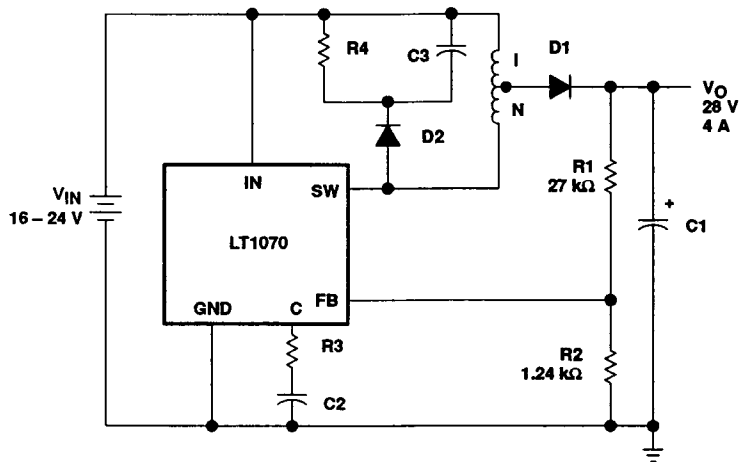 R4
C3
I
N
D1
VO
28 V
4 A
D2
IN
SW
VIN
16 – 24 V
LT1070
R1
27 kΩ
+
C1
GND
C
FB
R3
R2
1.24 kΩ
C2